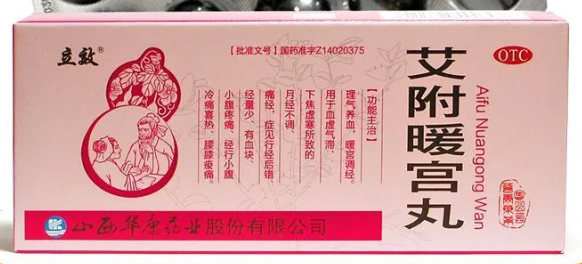 立效®
【批准文号】国药准字Z14020375
OTC
艾附暖宫丸
Aifu Nuangong Wan
【功能主治】
理气养血，暖宫调经。
用于血虚气滞、
下焦虚寒所致的
月经不调、
痛经，症见行经后错、
经量少、有血块、
小腹疼痛、经行小腹
冷痛喜热、腰膝痠痛。
山西华康药业股份有限公司